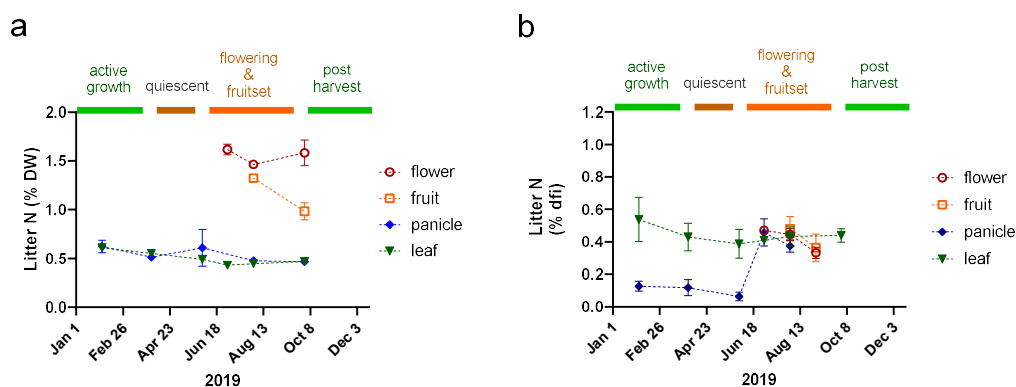 a
active
growth
quiescent
flowering
&
fruitset
post
harvest
2.0
1.5
1.0
0.5
0.0
Litter N (% DW)
Jan 1
Feb 26
Apr 23
Jun 18
Aug 13
Oct 8
Dec 3
2019
flower
fruit
panicle
leaf
b
active
growth
quiescent
flowering
&
fruitset
post
harvest
1.2
1.0
0.8
0.6
0.4
0.2
0.0
Litter N
(% dfi)
Jan 1
Feb 26
Apr 23
Jun 18
Aug 13
Oct 8
Dec 3
2019
flower
fruit
panicle
leaf